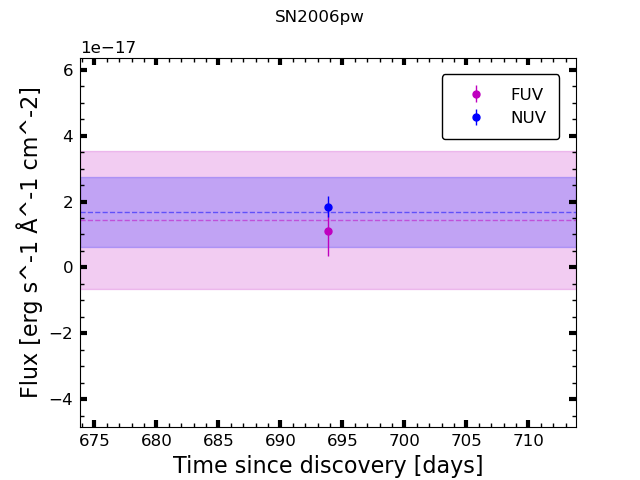 SN2006pw
1e−17
6
4
2
0
−2
−4
Flux [erg s^-1 Å^-1 cm^-2]
FUV
NUV
675 680 685 690 695 700 705 710
Time since discovery [days]